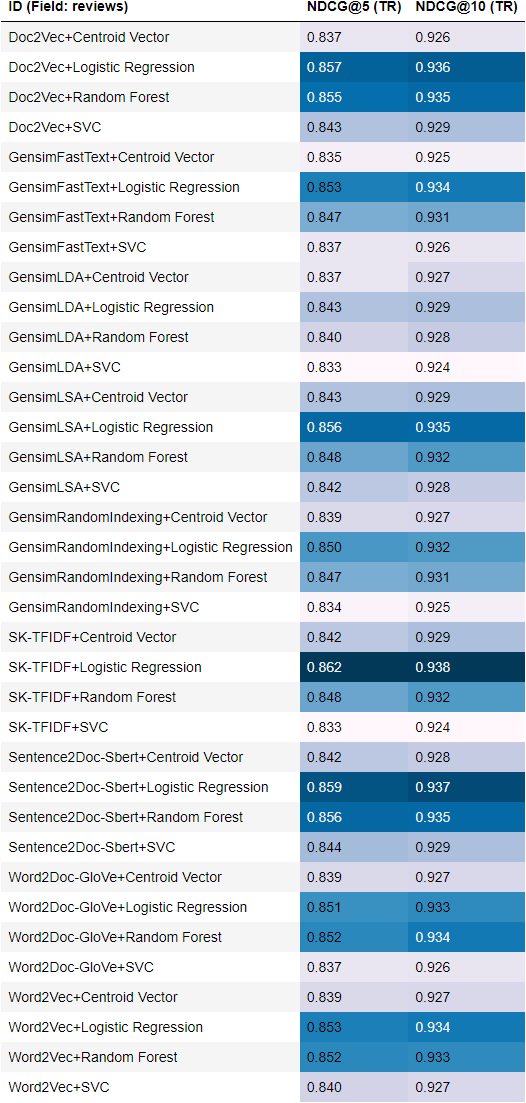 ID (Field: reviews) NDCG@5 (TR) NDCG@10 (TR)
Doc2Vec+Centroid Vector 0.837 0.926
Doc2Vec+Logistic Regression 0.857 0.936
Doc2Vec+Random Forest 0.855 0.935
Doc2Vec+SVC 0.843 0.929
GensimFastText+Centroid Vector 0.835 0.925
GensimFastText+Logistic Regression 0.853 0.934
GensimFastText+Random Forest 0.847 0.931
GensimFastText+SVC 0.837 0.926
GensimLDA+Centroid Vector 0.837 0.927
GensimLDA+Logistic Regression 0.843 0.929
GensimLDA+Random Forest 0.840 0.928
GensimLDA+SVC 0.833 0.924
GensimLSA+Centroid Vector 0.843 0.929
GensimLSA+Logistic Regression 0.856 0.935
GensimLSA+Random Forest 0.848 0.932
GensimLSA+SVC 0.842 0.928
GensimRandomIndexing+Centroid Vector 0.839 0.927
GensimRandomIndexing+Logistic Regression 0.850 0.932
GensimRandomIndexing+Random Forest 0.847 0.931
GensimRandomIndexing+SVC 0.834 0.925
SK-TFIDF+Centroid Vector 0.842 0.929
SK-TFIDF+Logistic Regression 0.862 0.938
SK-TFIDF+Random Forest 0.848 0.932
SK-TFIDF+SVC 0.833 0.924
Sentence2Doc-Sbert+Centroid Vector 0.842 0.928
Sentence2Doc-Sbert+Logistic Regression 0.859 0.937
Sentence2Doc-Sbert+Random Forest 0.856 0.935
Sentence2Doc-Sbert+SVC 0.844 0.929
Word2Doc-GloVe+Centroid Vector 0.839 0.927
Word2Doc-GloVe+Logistic Regression 0.851 0.933
Word2Doc-GloVe+Random Forest 0.852 0.934
Word2Doc-GloVe+SVC 0.837 0.926
Word2Vec+Centroid Vector 0.839 0.927
Word2Vec+Logistic Regression 0.853 0.934
Word2Vec+Random Forest 0.852 0.933
Word2Vec+SVC 0.840 0.927